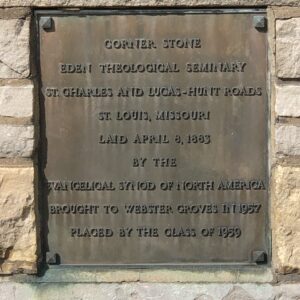 CORNER STONE
EDEN THEOLOGICAL SEMINARY
ST. CHARLES AND LUCAS-HUNT ROADS
ST. LOUIS, MISSOURI
LAID APRIL 8, 1883
BY THE
EVANGELICAL SYNOD OF NORTH AMERICA
BROUGHT TO WEBSTER GROVES IN 1957
PLACED BY THE CLASS OF 1959